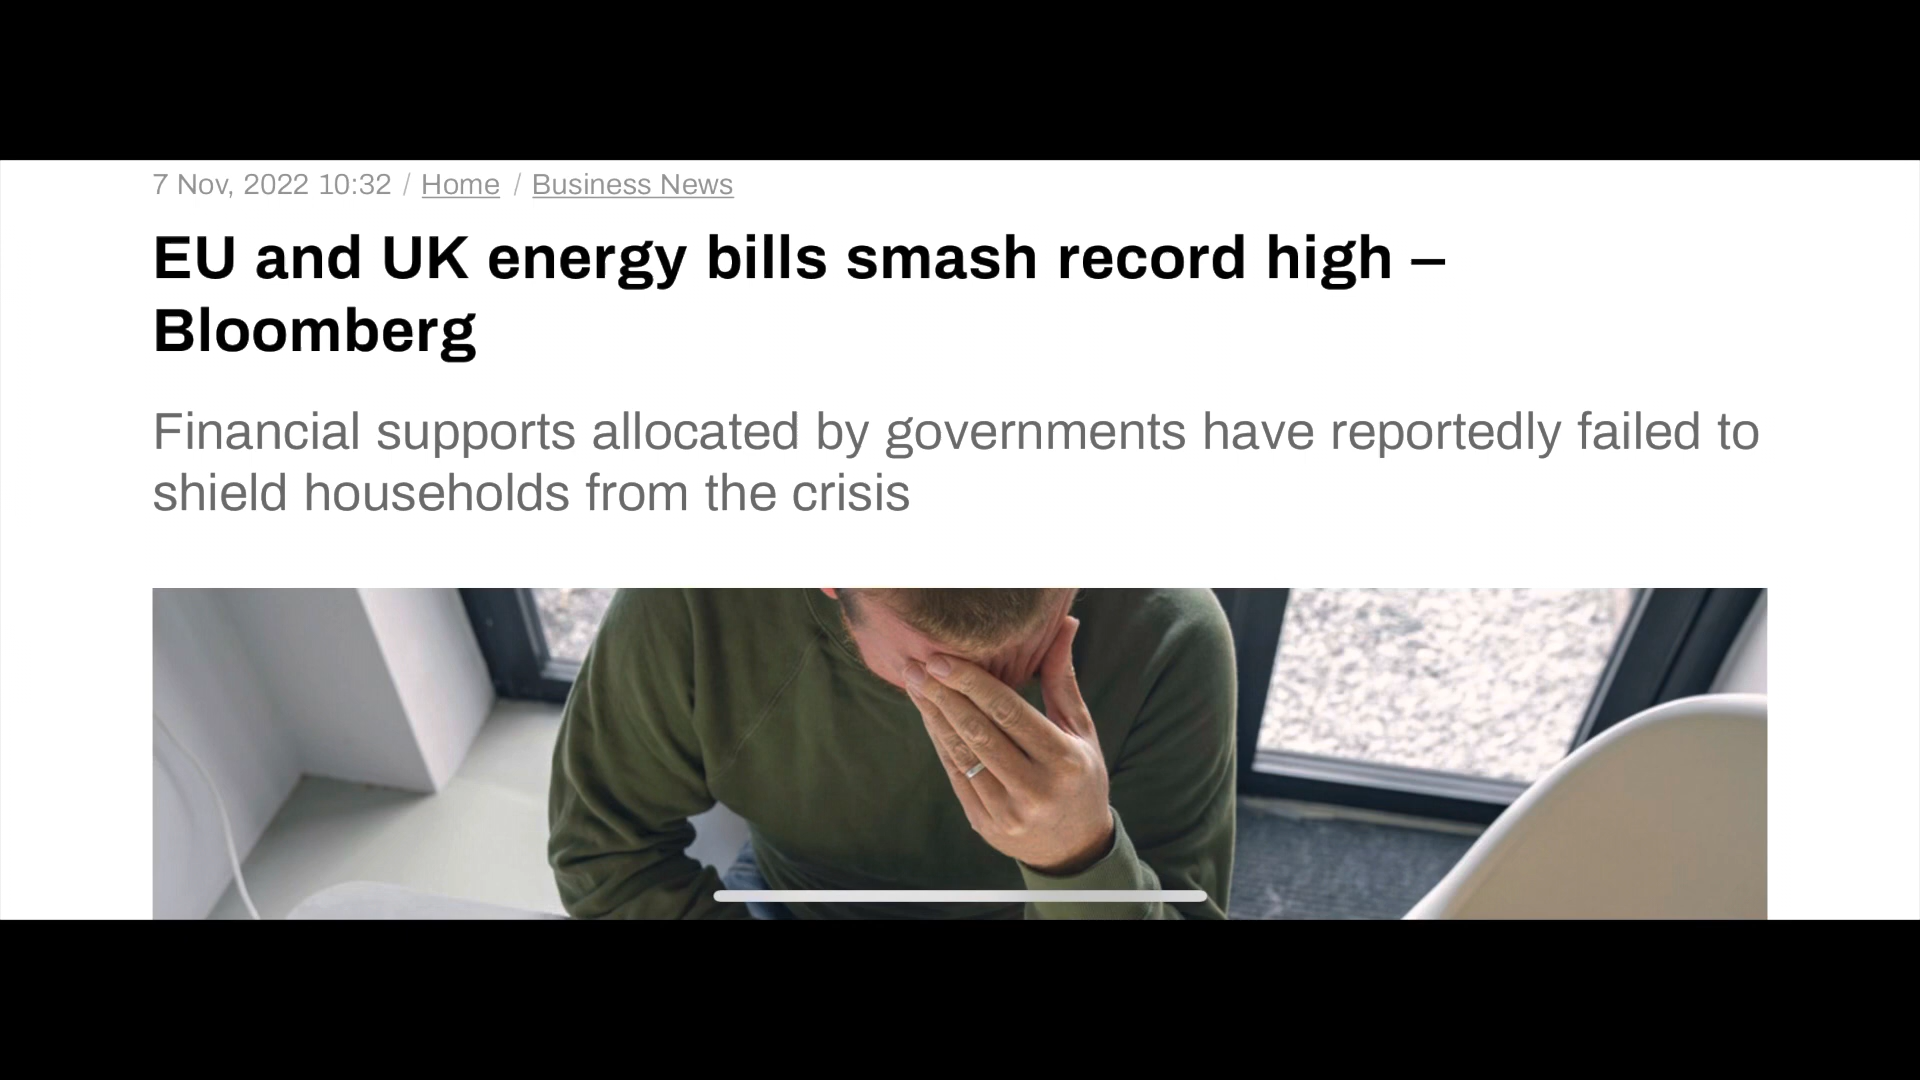 7 Nov, 2022 10:32 / Home / Business News
EU and UK energy bills smash record high –
Bloomberg
Financial supports allocated by governments have reportedly failed to
shield households from the crisis